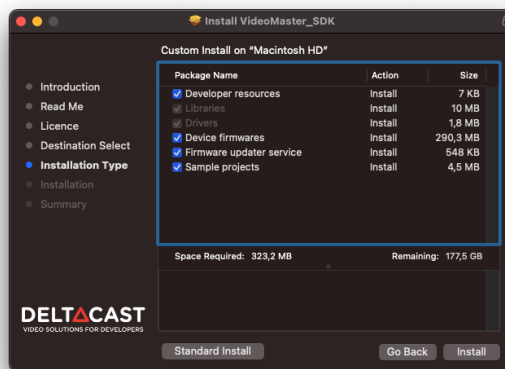 Install VideoMaster_SDK
Custom Install on “Macintosh HD”
Introduction
Read Me
Licence
Destination Select
Installation Type
Installation
Summary
Package Name Action Size
Developer resources Install 7 KB
Libraries Install 10 MB
Drivers Install 1,8 MB
Device firmwares Install 290,3 MB
Firmware updater service Install 548 KB
Sample projects Install 4,5 MB
Space Required: 323,2 MB Remaining: 177,5 GB
DELTACAST
VIDEO SOLUTIONS FOR DEVELOPERS
Standard Install Go Back Install